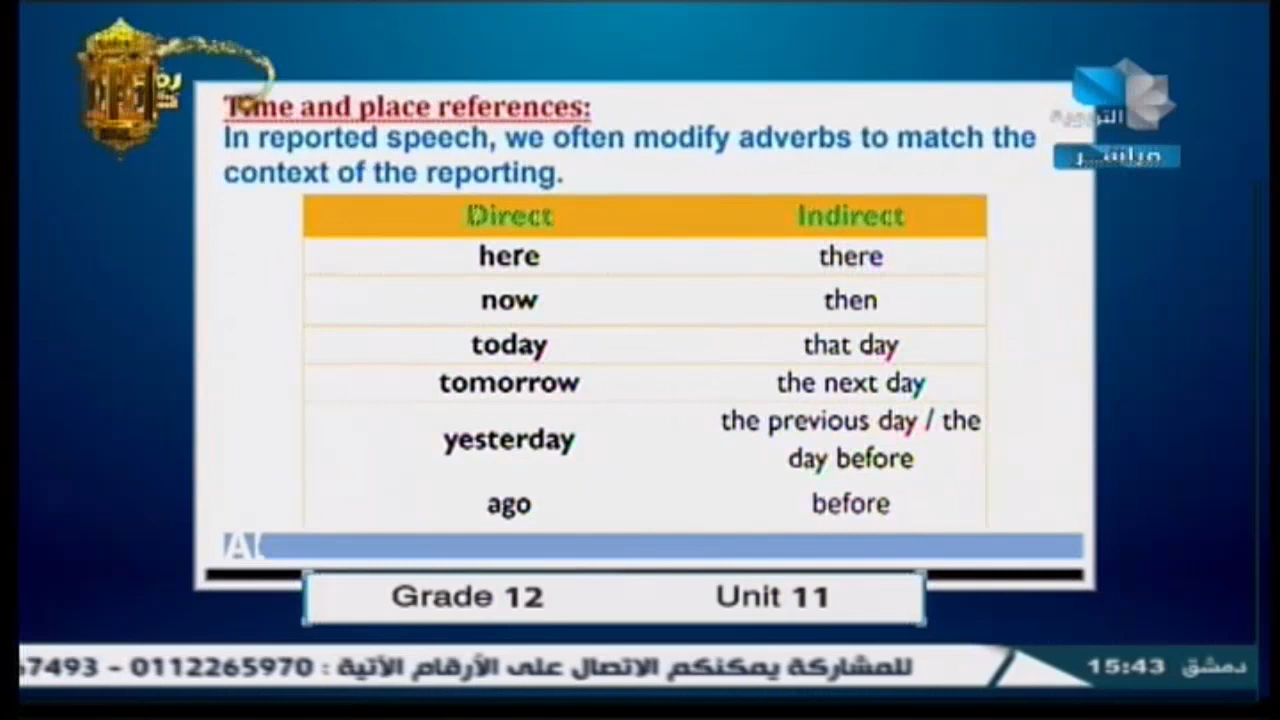 Time and place references:
التربوية
In reported speech, we often modify adverbs to match the
مباشر
context of the reporting.
Direct Indirect
here there
now then
today that day
tomorrow the next day
yesterday the previous day / the
day before
ago before
Grade 12 Unit 11
للمشاركة يمكنكم الاتصال على الأرقام الآتية : 0112265970 - 7493
دمشق 15:43